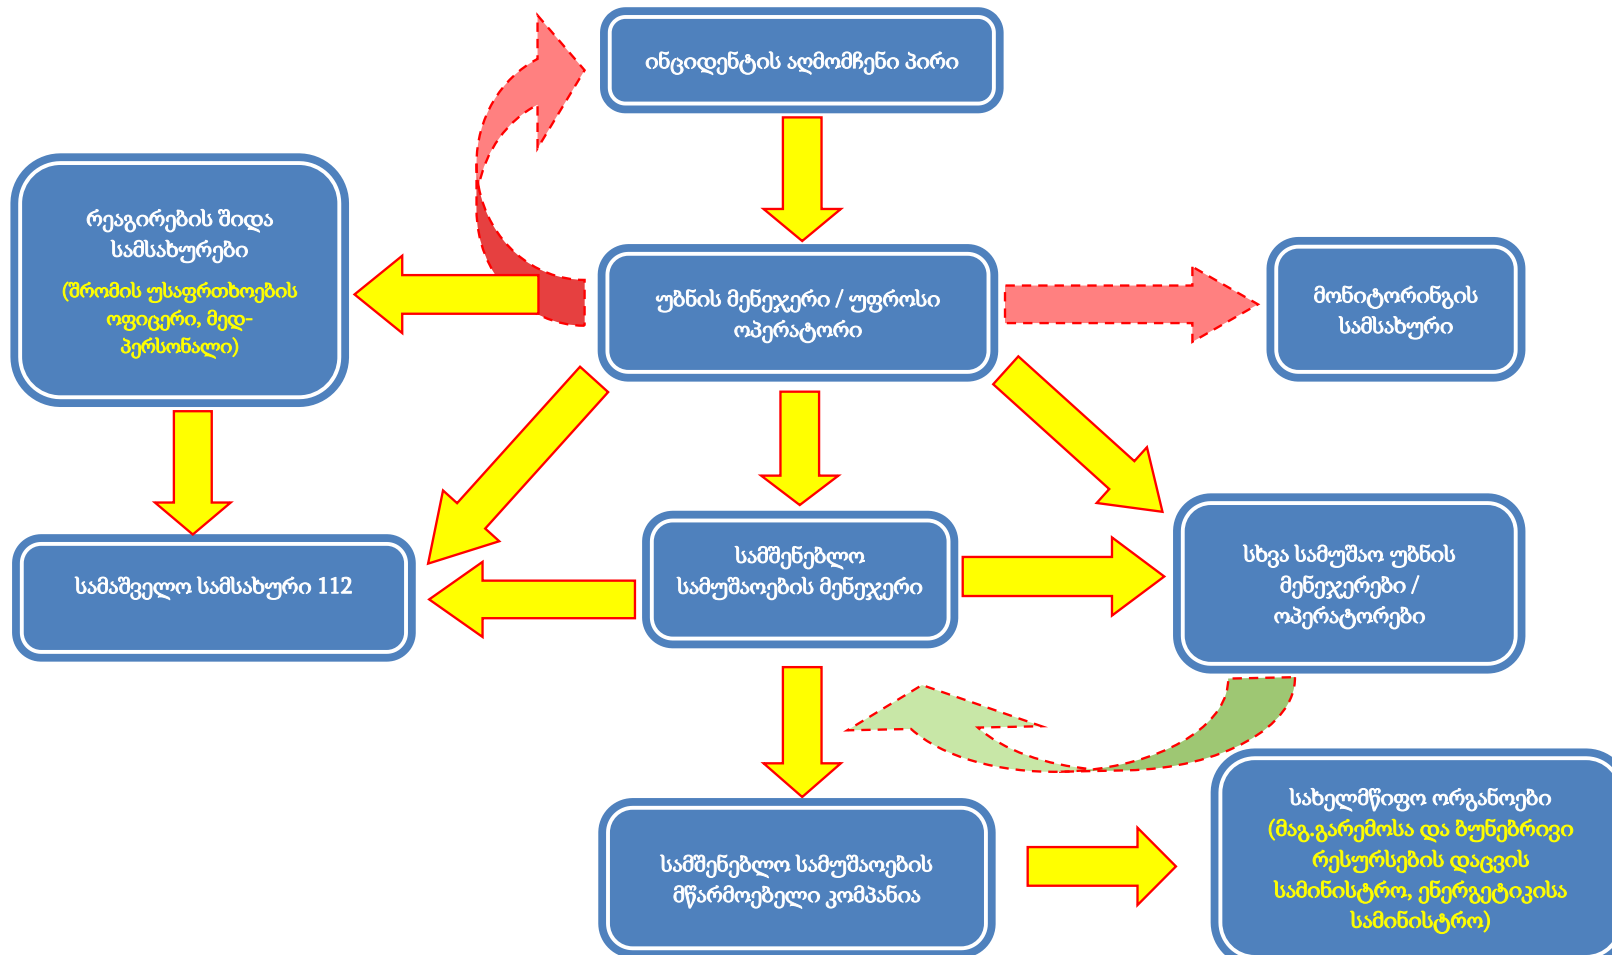 ინციდენტის აღმომჩენი პირი
რეაგირების შიდა
სამსახურები
(შრომის უსაფრთხოების
ოფიცერი, მედ-
პერსონალი)
უბნის მენეჯერი / უფროსი
ოპერატორი
მონიტორინგის
სამსახური
სამაშველო სამსახური 112
სამშენებლო
სამუშაოების მენეჯერი
სხვა სამუშაო უბნის
მენეჯერები /
ოპერატორები
სამშენებლო სამუშაოების
მწარმოებელი კომპანია
სახელმწიფო ორგანოები
(მაგ.გარემოსა და ბუნებრივი
რესურსების დაცვის
სამინისტრო, ენერგეტიკისა
სამინისტრო)